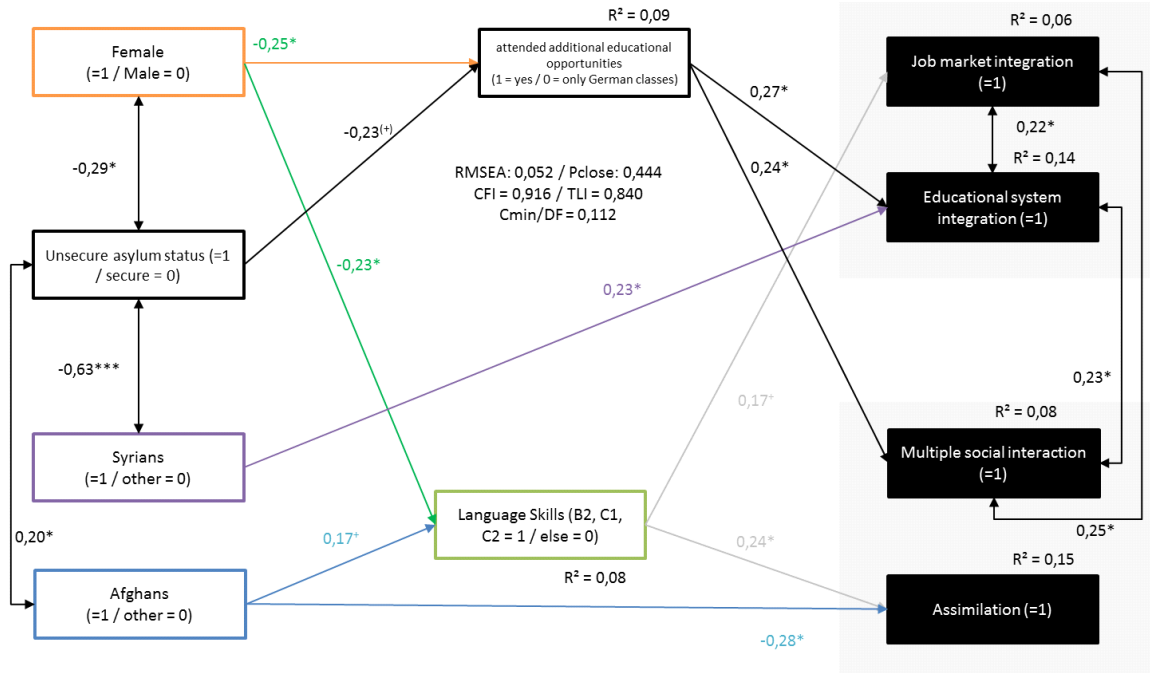 R² = 0,09
R² = 0,06
Female
(=1 / Male = 0)
-0,25*
attended additional educational
opportunities
(1 = yes / 0 = only German classes)
Job market integration
(=1)
0,27*
-0,23(+)
0,22*
-0,29*
R² = 0,14
0,24*
RMSEA: 0,052 / Pclose: 0,444
CFI = 0,916 / TLI = 0,840
Cmin/DF = 0,112
Educational system
integration (=1)
Unsecure asylum status (=1
/ secure = 0)
-0,23*
0,23*
-0,63***
0,23*
0,17+
R² = 0,08
Syrians
(=1 / other = 0)
Multiple social interaction
(=1)
Language Skills (B2, C1,
C2 = 1 / else = 0)
0,25*
0,20*
0,17+
0,24*
R² = 0,15
R² = 0,08
Afghans
(=1 / other = 0)
Assimilation (=1)
-0,28*